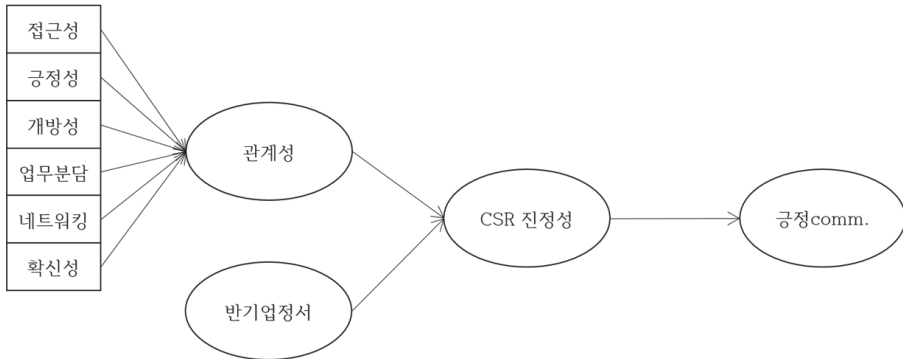 접근성
긍정성
개방성
업무분담
네트워킹
확신성
관계성
반기업정서
CSR 진정성
긍정comm.